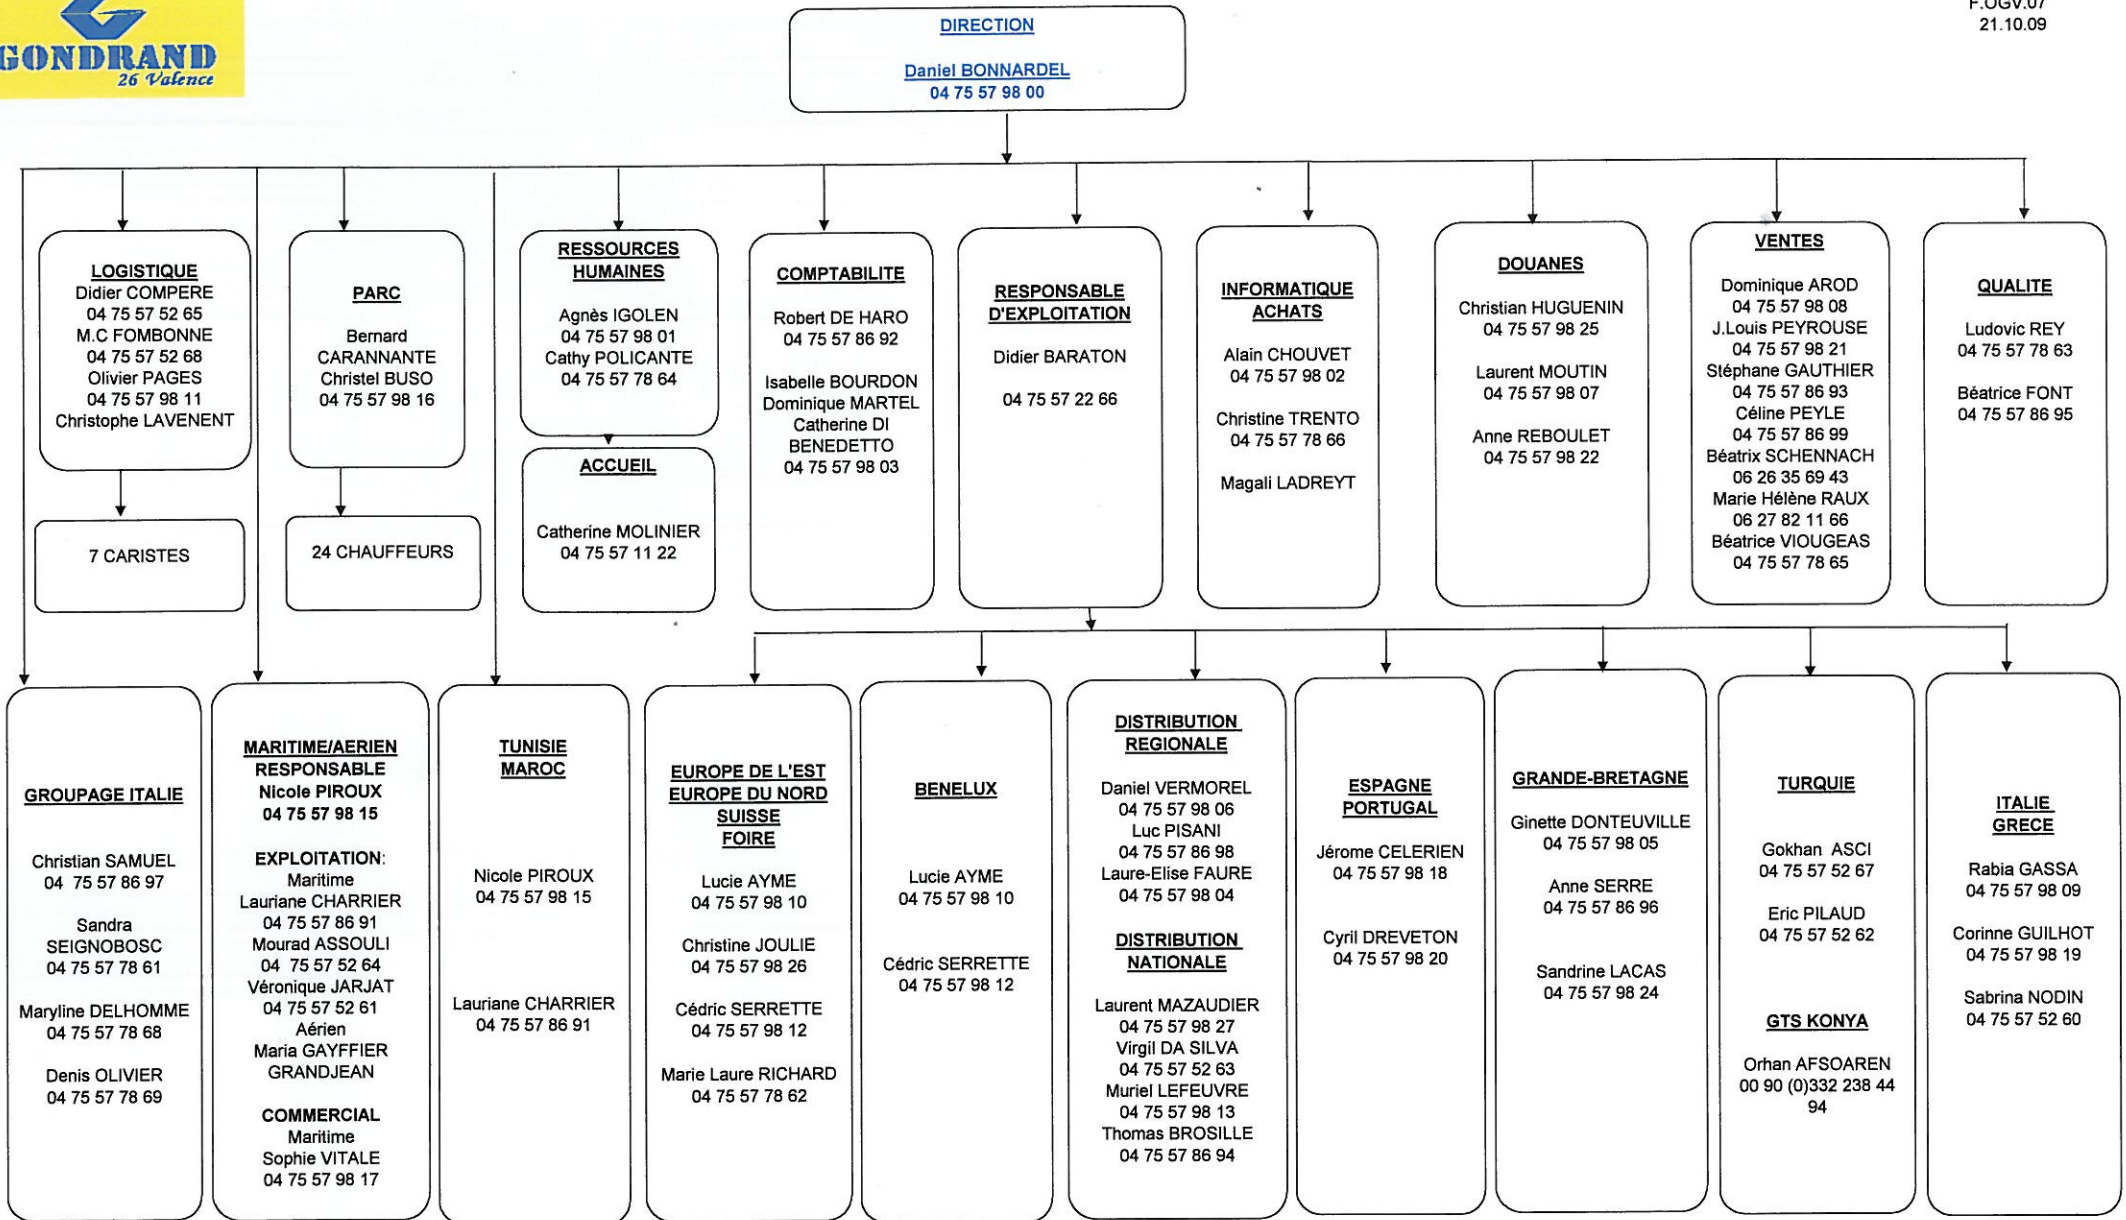 GONDRAND
26 Valence
F.OGV.07
21.10.09
DIRECTION
Daniel BONNARDEL
04 75 57 98 00
LOGISTIQUE
Didier COMPERE
04 75 57 52 65
M.C FOMBONNE
04 75 57 52 68
Olivier PAGES
04 75 57 98 11
Christophe LAVENENT
7 CARISTES
PARC
Bernard
CARANNANTE
Christel BUSO
04 75 57 98 16
24 CHAUFFEURS
RESSOURCES
HUMAINES
Agnès IGOLEN
04 75 57 98 01
Cathy POLICANTE
04 75 57 78 64
ACCUEIL
Catherine MOLINIER
04 75 57 11 22
COMPTABILITE
Robert DE HARO
04 75 57 86 92
Isabelle BOURDON
Dominique MARTEL
Catherine DI
BENEDETTO
04 75 57 98 03
RESPONSABLE
D'EXPLOITATION
Didier BARATON
04 75 57 22 66
INFORMATIQUE
ACHATS
Alain CHOUVET
04 75 57 98 02
Christine TRENTO
04 75 57 78 66
Magali LADREYT
DOUANES
Christian HUGUENIN
04 75 57 98 25
Laurent MOUTIN
04 75 57 98 07
Anne REBOULET
04 75 57 98 22
VENTES
Dominique AROD
04 75 57 98 08
J.Louis PEYROUSE
04 75 57 98 21
Stéphane GAUTHIER
04 75 57 86 93
Céline PEYLE
04 75 57 86 99
Béatrix SCHENNACH
06 26 35 69 43
Marie Hélène RAUX
06 27 82 11 66
Béatrice VIOUGEAS
04 75 57 78 65
QUALITE
Ludovic REY
04 75 57 78 63
Béatrice FONT
04 75 57 86 95
GROUPAGE ITALIE
Christian SAMUEL
04 75 57 86 97
Sandra
SEIGNOBOSC
04 75 57 78 61
Maryline DELHOMME
04 75 57 78 68
Denis OLIVIER
04 75 57 78 69
MARITIME/AERIEN
RESPONSABLE
Nicole PIROUX
04 75 57 98 15
EXPLOITATION:
Maritime
Lauriane CHARRIER
04 75 57 86 91
Mourad ASSOULI
04 75 57 52 64
Véronique JARJAT
04 75 57 52 61
Aérien
Maria GAYFFIER
GRANDJEAN
COMMERCIAL
Maritime
Sophie VITALE
04 75 57 98 17
TUNISIE
MAROC
Nicole PIROUX
04 75 57 98 15
Lauriane CHARRIER
04 75 57 86 91
EUROPE DE L'EST
EUROPE DU NORD
SUISSE
FOIRE
Lucie AYME
04 75 57 98 10
Christine JOULIE
04 75 57 98 26
Cédric SERRETTE
04 75 57 98 12
Marie Laure RICHARD
04 75 57 78 62
BENELUX
Lucie AYME
04 75 57 98 10
Cédric SERRETTE
04 75 57 98 12
DISTRIBUTION
REGIONALE
Daniel VERMOREL
04 75 57 98 06
Luc PISANI
04 75 57 86 98
Laure-Elise FAURE
04 75 57 98 04
DISTRIBUTION
NATIONALE
Laurent MAZAUDIER
04 75 57 98 27
Virgil DA SILVA
04 75 57 52 63
Muriel LEFEUVRE
04 75 57 98 13
Thomas BROSILLE
04 75 57 86 94
ESPAGNE
PORTUGAL
Jérome CELERIEN
04 75 57 98 18
Cyril DREVETON
04 75 57 98 20
GRANDE-BRETAGNE
Ginette DONTEUVILLE
04 75 57 98 05
Anne SERRE
04 75 57 86 96
Sandrine LACAS
04 75 57 98 24
TURQUIE
Gokhan ASCI
04 75 57 52 67
Eric PILAUD
04 75 57 52 62
GTS KONYA
Orhan AFSOAREN
00 90 (0)332 238 44
94
ITALIE
GRECE
Rabia GASSA
04 75 57 98 09
Corinne GUILHOT
04 75 57 98 19
Sabrina NODIN
04 75 57 52 60